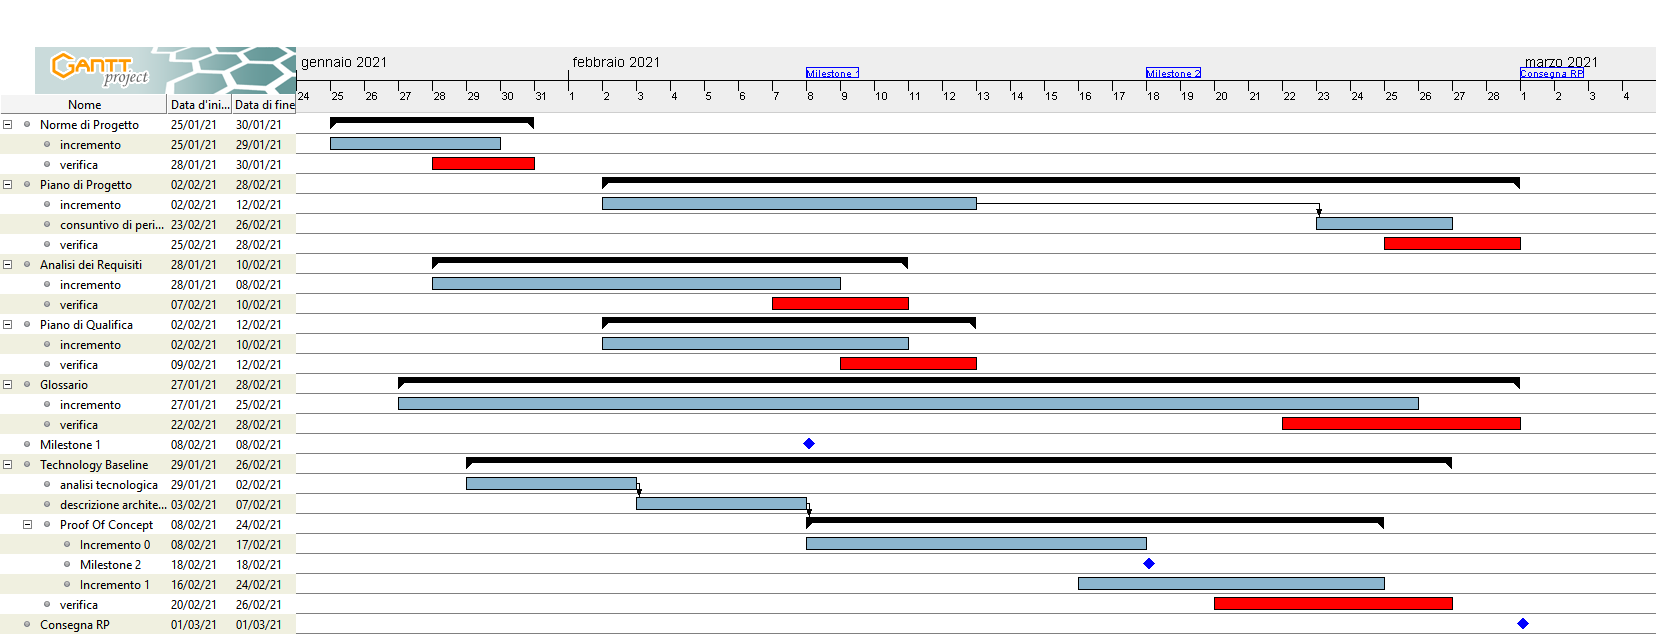 GANTT
project
gennaio 2021
febbraio 2021
marzo 2021
Milestone 1
Milestone 2
Consegna RP
24 25 26 27 28 29 30 31 1 2 3 4 5 6 7 8 9 10 11 12 13 14 15 16 17 18 19 20 21 22 23 24 25 26 27 28 1 2 3 4
Nome Data d'ini... Data di fine
Norme di Progetto 25/01/21 30/01/21
incremento 25/01/21 29/01/21
verifica 28/01/21 30/01/21
Piano di Progetto 02/02/21 28/02/21
incremento 02/02/21 12/02/21
consuntivo di peri... 23/02/21 26/02/21
verifica 25/02/21 28/02/21
Analisi dei Requisiti 28/01/21 10/02/21
incremento 28/01/21 08/02/21
verifica 07/02/21 10/02/21
Piano di Qualifica 02/02/21 12/02/21
incremento 02/02/21 10/02/21
verifica 09/02/21 12/02/21
Glossario 27/01/21 28/02/21
incremento 27/01/21 25/02/21
verifica 22/02/21 28/02/21
Milestone 1 08/02/21 08/02/21
Technology Baseline 29/01/21 26/02/21
analisi tecnologica 29/01/21 02/02/21
descrizione archite... 03/02/21 07/02/21
Proof Of Concept 08/02/21 24/02/21
Incremento 0 08/02/21 17/02/21
Milestone 2 18/02/21 18/02/21
Incremento 1 16/02/21 24/02/21
verifica 20/02/21 26/02/21
Consegna RP 01/03/21 01/03/21